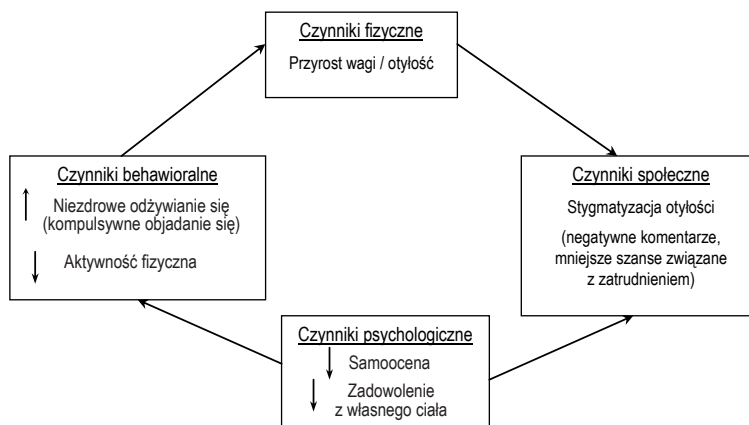 Czynniki fizyczne
Przyrost wagi / otyłość
Czynniki behawioralne
Niezdrowe odżywianie się
(kompulsywne objadanie się)
Aktywność fizyczna
Czynniki społeczne
Stygmatyzacja otyłości
(negatywne komentarze,
mniejsze szanse związane
z zatrudnieniem)
Czynniki psychologiczne
Samoocena
Zadowolenie
z własnego ciała